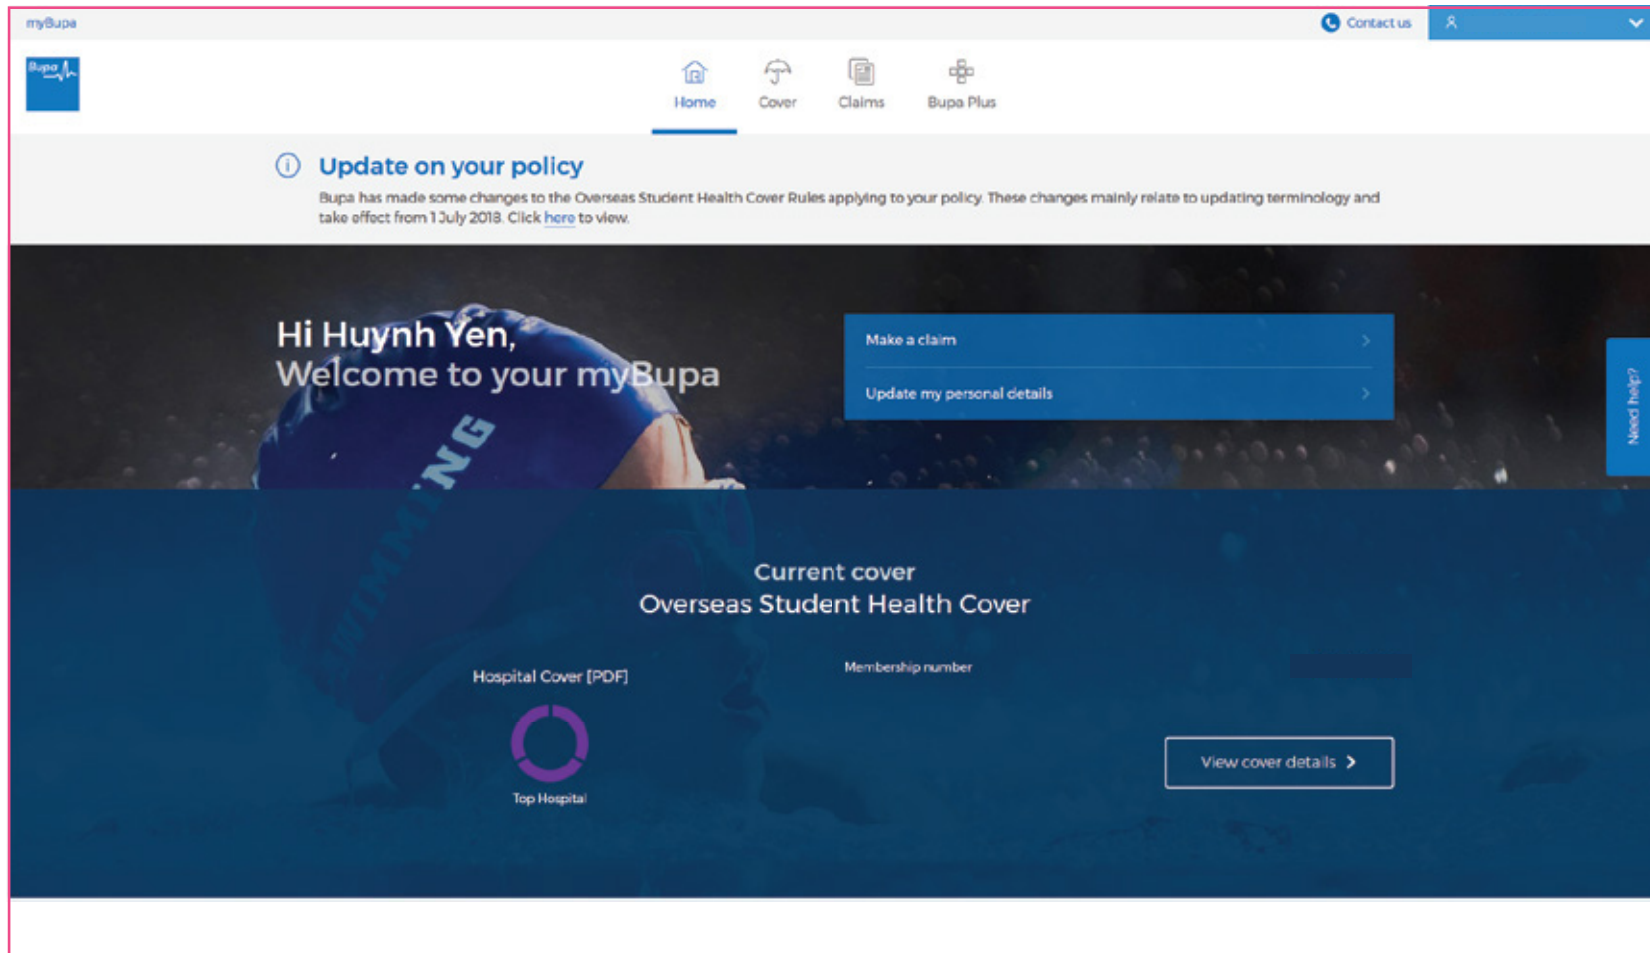 myBupa
Contact us
Bupa
Home
Cover
Claims
Bupa Plus
Update on your policy
Bupa has made some changes to the Overseas Student Health Cover Rules applying to your policy. These changes mainly relate to updating terminology and
take effect from 1 July 2018. Click here to view.
Hi Huynh Yen,
Welcome to your myBupa
Make a claim
Update my personal details
Need help?
SWIMMING
Current cover
Overseas Student Health Cover
Hospital Cover [PDF]
Membership number
Top Hospital
View cover details